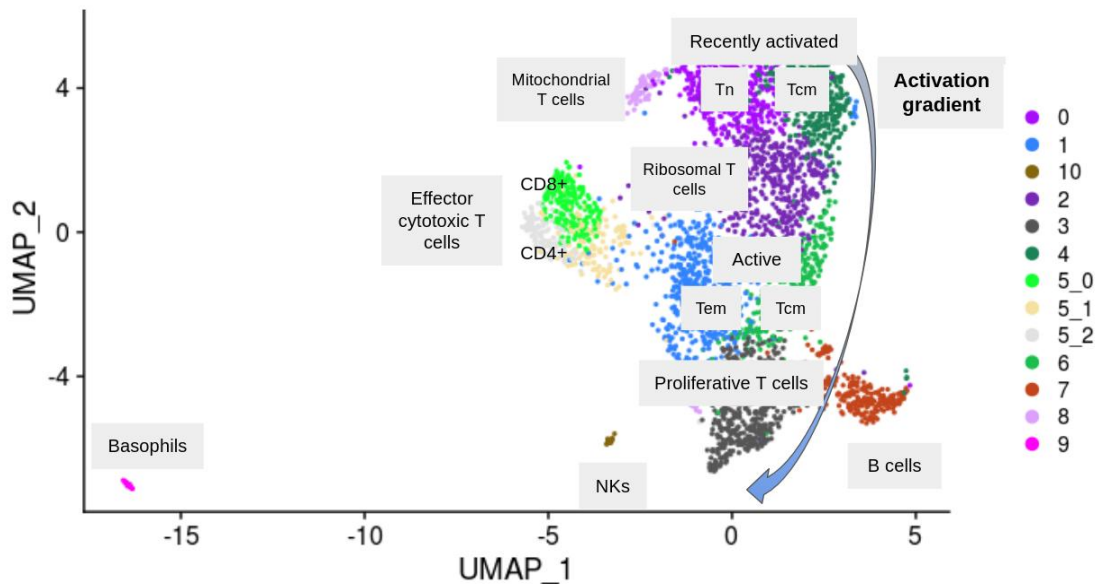 Recently activated
Mitochondrial
T cells
Tn
Tcm
Activation
gradient
4
0
1
10
2
3
4
5_0
5_1
5_2
6
7
8
9
Ribosomal T
cells
CD8+
Effector
cytotoxic T
cells
CD4+
0
UMAP_2
Active
Tem
Tcm
-4
Proliferative T cells
Basophils
NKs
B cells
-15
-10
-5
0
5
UMAP_1